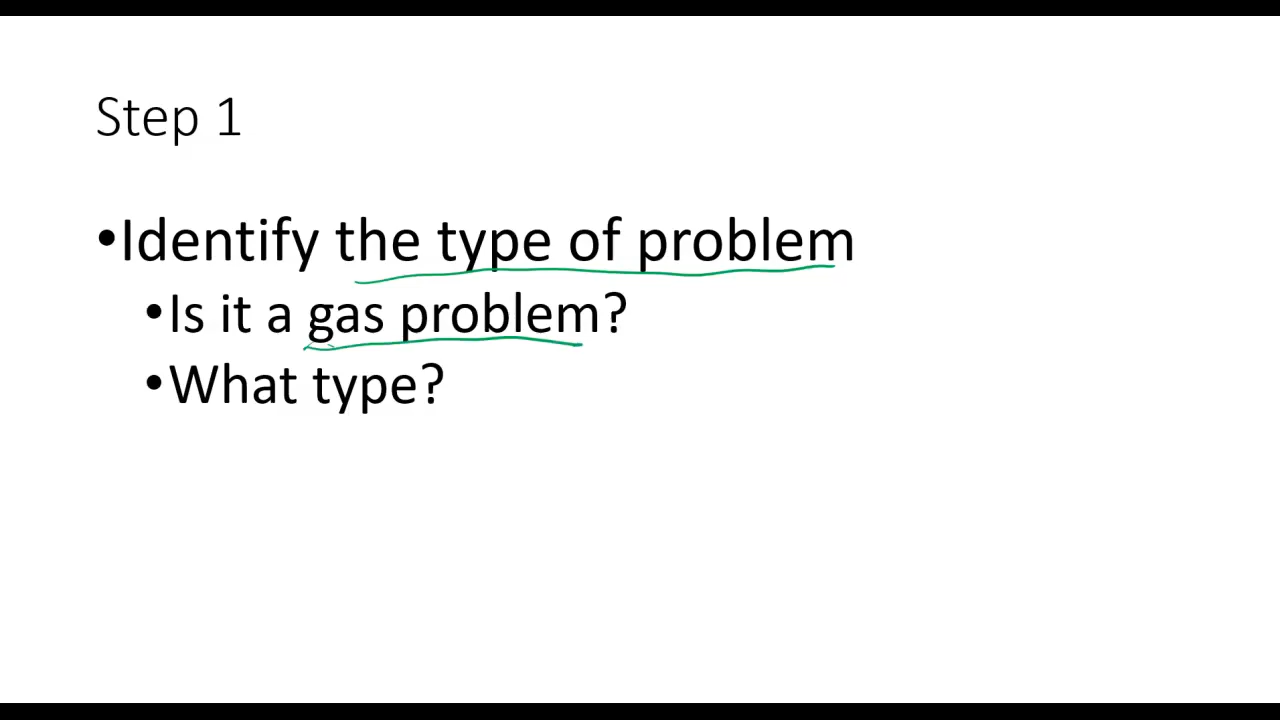 Step 1
•Identify the type of problem
•Is it a gas problem?
•What type?